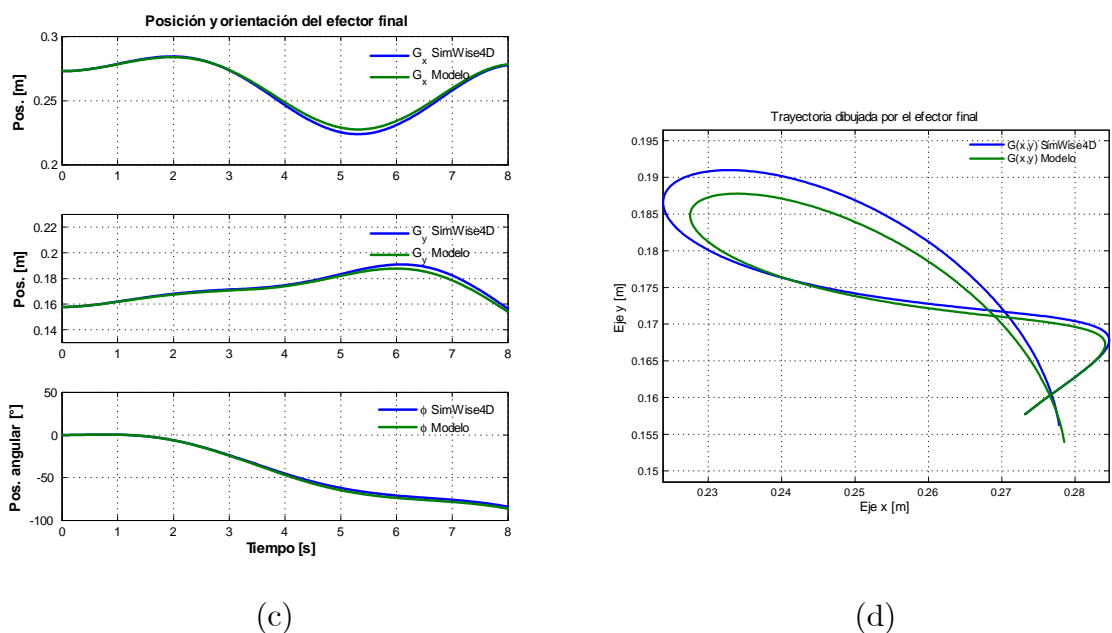 Posición y orientación del efector final
Pos. [m]
0.3
0.25
0.2
G_x SimWise4D
G_x Modelo
0 1 2 3 4 5 6 7 8
Pos. [m]
0.22
0.2
0.18
0.16
0.14
G_y SimWise4D
G_y Modelo
0 1 2 3 4 5 6 7 8
Pos. angular [°]
50
0
-50
-100
ϕ SimWise4D
ϕ Modelo
0 1 2 3 4 5 6 7 8
Tiempo [s]
(c)
Trayectoria dibujada por el efector final
G(x,y) SimWise4D
G(x,y) Modelo
Eje y [m]
0.195
0.19
0.185
0.18
0.175
0.17
0.165
0.16
0.155
0.15
0.23 0.24 0.25 0.26 0.27 0.28
Eje x [m]
(d)